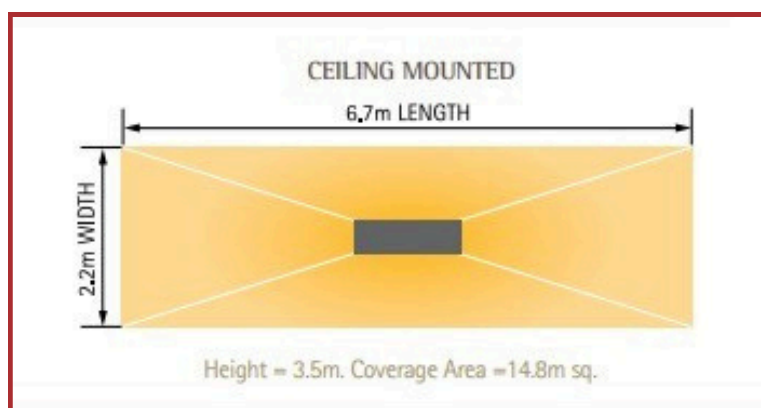 CEILING MOUNTED
6.7m LENGTH
2.2m WIDTH
Height = 3.5m. Coverage Area =14.8m sq.